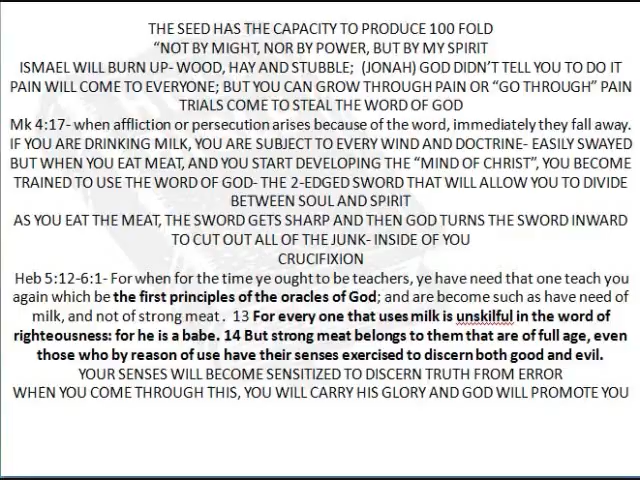 THE SEED HAS THE CAPACITY TO PRODUCE 100 FOLD
“NOT BY MIGHT, NOR BY POWER, BUT BY MY SPIRIT
ISMAEL WILL BURN UP- WOOD, HAY AND STUBBLE;  (JONAH) GOD DIDN’T TELL YOU TO DO IT
PAIN WILL COME TO EVERYONE; BUT YOU CAN GROW THROUGH PAIN OR “GO THROUGH” PAIN
TRIALS COME TO STEAL THE WORD OF GOD
Mk 4:17- when affliction or persecution arises because of the word, immediately they fall away.
IF YOU ARE DRINKING MILK, YOU ARE SUBJECT TO EVERY WIND AND DOCTRINE- EASILY SWAYED
BUT WHEN YOU EAT MEAT, AND YOU START DEVELOPING THE “MIND OF CHRIST”, YOU BECOME
TRAINED TO USE THE WORD OF GOD- THE 2-EDGED SWORD THAT WILL ALLOW YOU TO DIVIDE
BETWEEN SOUL AND SPIRIT
AS YOU EAT THE MEAT, THE SWORD GETS SHARP AND THEN GOD TURNS THE SWORD INWARD
TO CUT OUT ALL OF THE JUNK- INSIDE OF YOU
CRUCIFIXION
Heb 5:12-6:1- For when for the time ye ought to be teachers, ye have need that one teach you
again which be the first principles of the oracles of God; and are become such as have need of
milk, and not of strong meat .  13 For every one that uses milk is unskilful in the word of
righteousness: for he is a babe. 14 But strong meat belongs to them that are of full age, even
those who by reason of use have their senses exercised to discern both good and evil.
YOUR SENSES WILL BECOME SENSITIZED TO DISCERN TRUTH FROM ERROR
WHEN YOU COME THROUGH THIS, YOU WILL CARRY HIS GLORY AND GOD WILL PROMOTE YOU